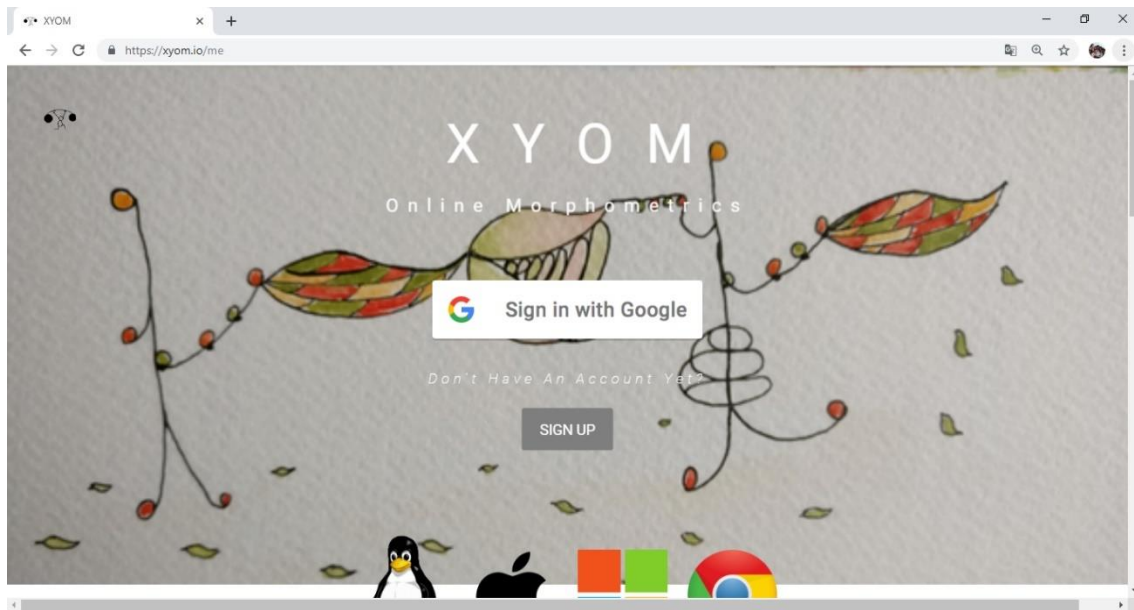 XYOM
https://xyom.io/me
X Y O M
Online Morphometrics
Sign in with Google
Don't Have An Account Yet?
SIGN UP